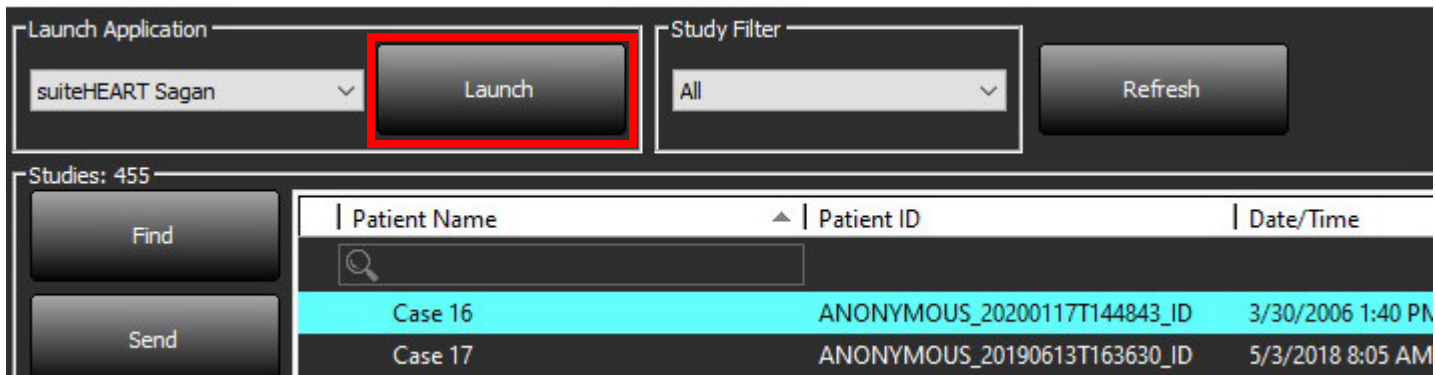 Launch Application
suiteHEART Sagan
Launch
Study Filter
All
Refresh
Studies: 455
Find
Send
Patient Name
Patient ID
Date/Time
Case 16 ANONYMOUS_20200117T144843_ID 3/30/2006 1:40 PM
Case 17 ANONYMOUS_20190613T163630_ID 5/3/2018 8:05 AM